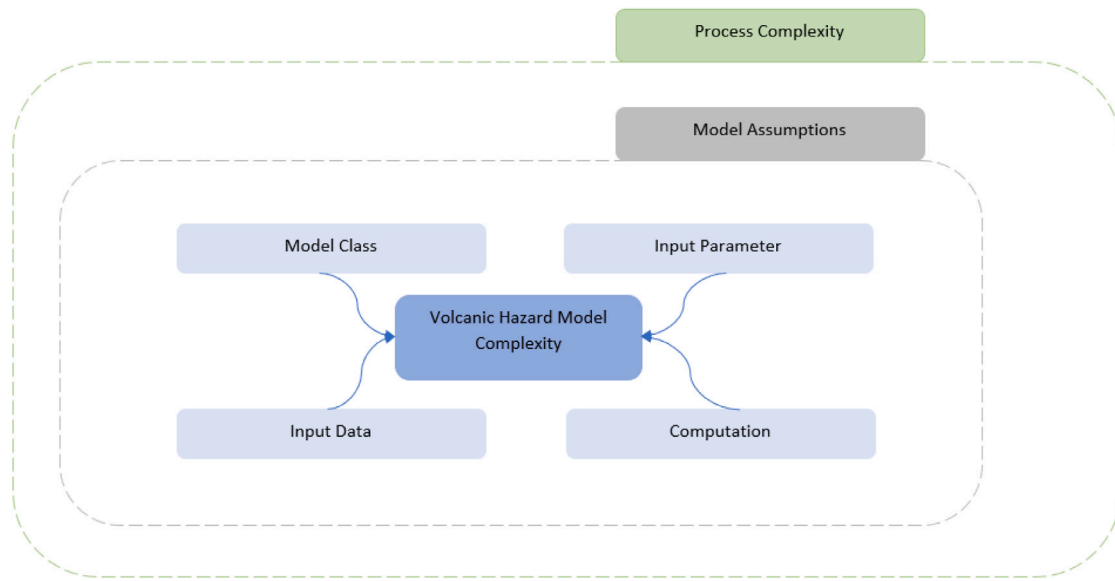 Process Complexity
Model Assumptions
Model Class
Input Parameter
Volcanic Hazard Model
Complexity
Input Data
Computation